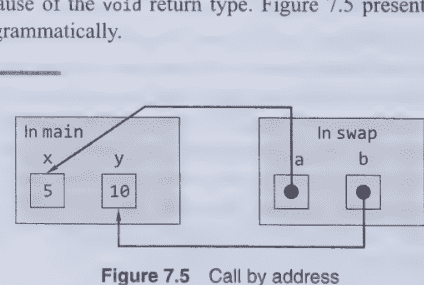 of the void return type. Figure 7.5 present
grammatically.
In main
In swap
x y
a b
5 10
Figure 7.5 Call by address